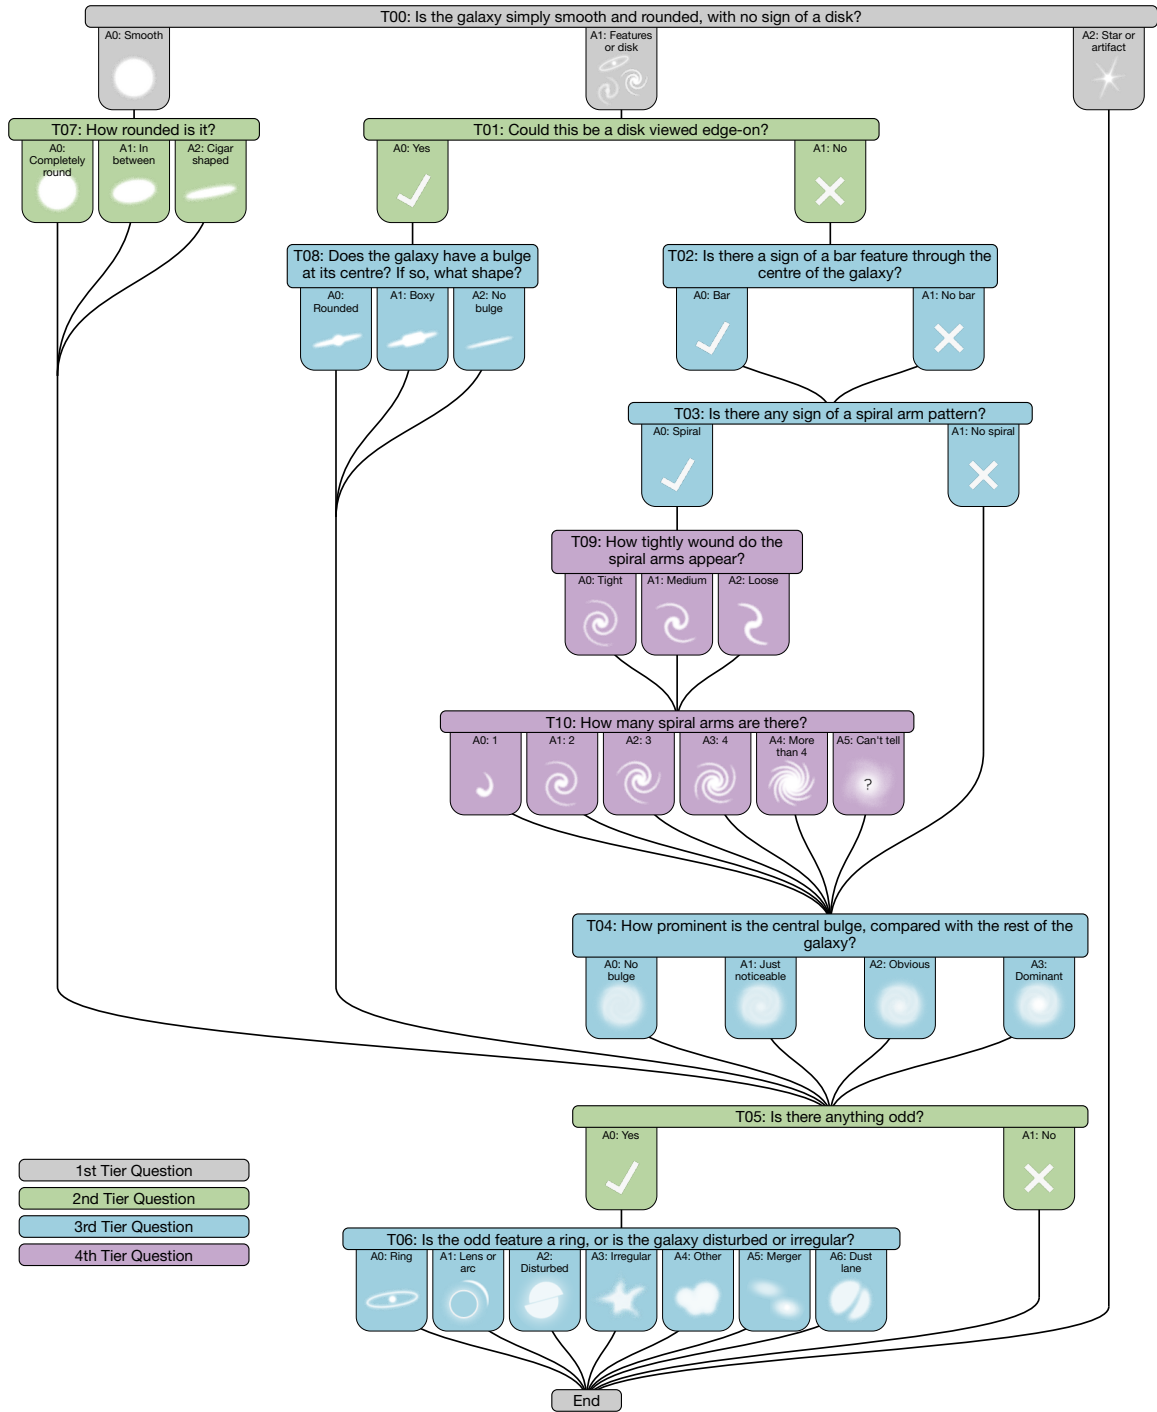 T00: Is the galaxy simply smooth and rounded, with no sign of a disk?
A0: Smooth
A1: Features
or disk
A2: Star or
artifact
T07: How rounded is it?
A0:
Completely
round
A1: In
between
A2: Cigar
shaped
T01: Could this be a disk viewed edge-on?
A0: Yes
A1: No
T08: Does the galaxy have a bulge
at its centre? If so, what shape?
A0:
Rounded
A1: Boxy
A2: No
bulge
T02: Is there a sign of a bar feature through the
centre of the galaxy?
A0: Bar
A1: No bar
T03: Is there any sign of a spiral arm pattern?
A0: Spiral
A1: No spiral
T09: How tightly wound do the
spiral arms appear?
A0: Tight
A1: Medium
A2: Loose
T10: How many spiral arms are there?
A0: 1
A1: 2
A2: 3
A3: 4
A4: More
than 4
A5: Can't tell
?
T04: How prominent is the central bulge, compared with the rest of the
galaxy?
A0: No
bulge
A1: Just
noticeable
A2: Obvious
A3:
Dominant
T05: Is there anything odd?
A0: Yes
A1: No
1st Tier Question
2nd Tier Question
3rd Tier Question
4th Tier Question
T06: Is the odd feature a ring, or is the galaxy disturbed or irregular?
A0: Ring
A1: Lens or
arc
A2:
Disturbed
A3: Irregular
A4: Other
A5: Merger
A6: Dust
lane
End